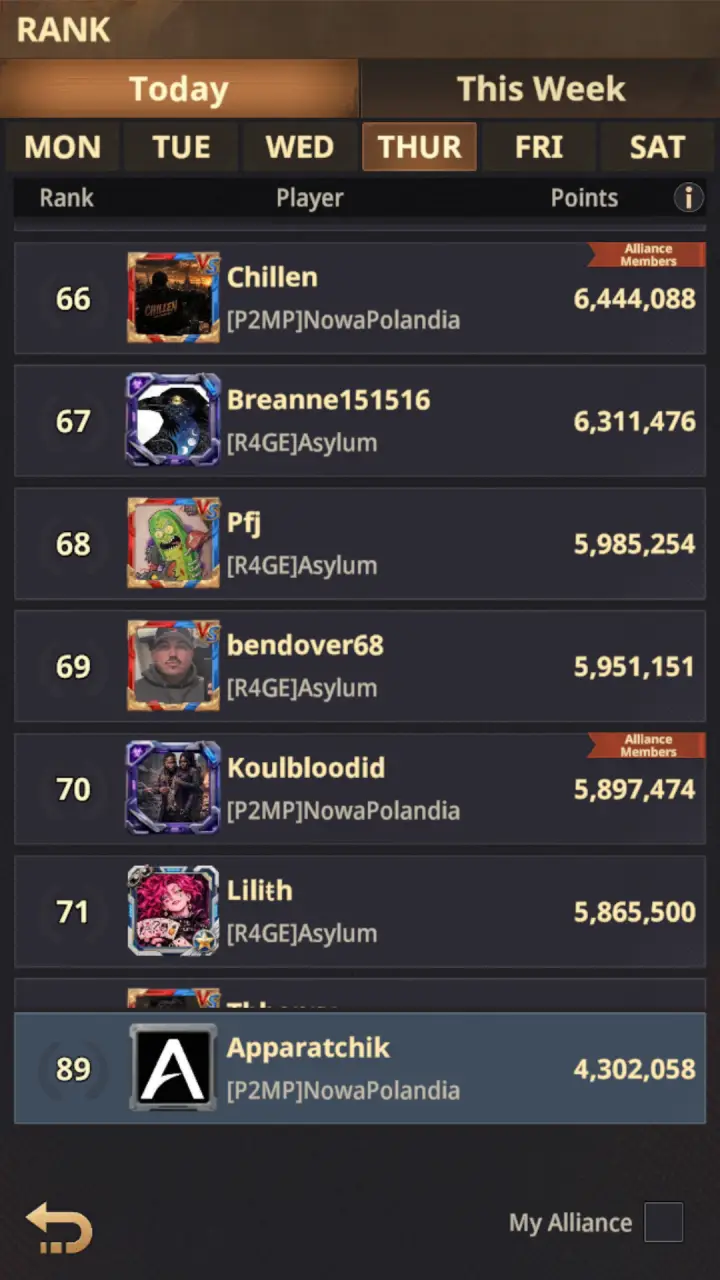 RANK
Today
This Week
MON TUE WED THUR FRI SAT
Rank Player Points
Alliance Members
66 Chillen 6,444,088
[P2MP]NowaPolandia
67 Breanne151516 6,311,476
[R4GE]Asylum
68 Pfj 5,985,254
[R4GE]Asylum
69 bendover68 5,951,151
[R4GE]Asylum
Alliance Members
70 Koulbloodid 5,897,474
[P2MP]NowaPolandia
71 Lilith 5,865,500
[R4GE]Asylum
89 Apparatchik 4,302,058
[P2MP]NowaPolandia
My Alliance